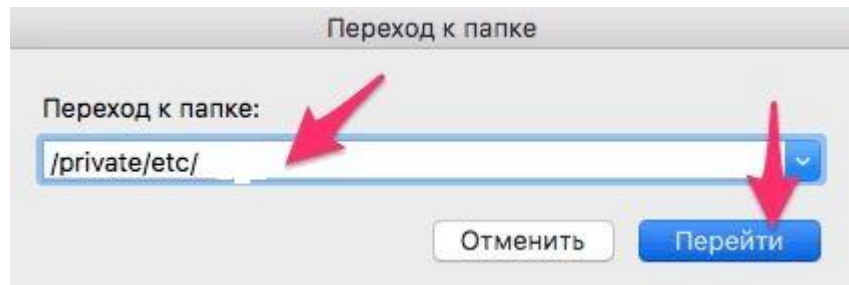 Переход к папке
Переход к папке:
/private/etc/
Отменить
Перейти